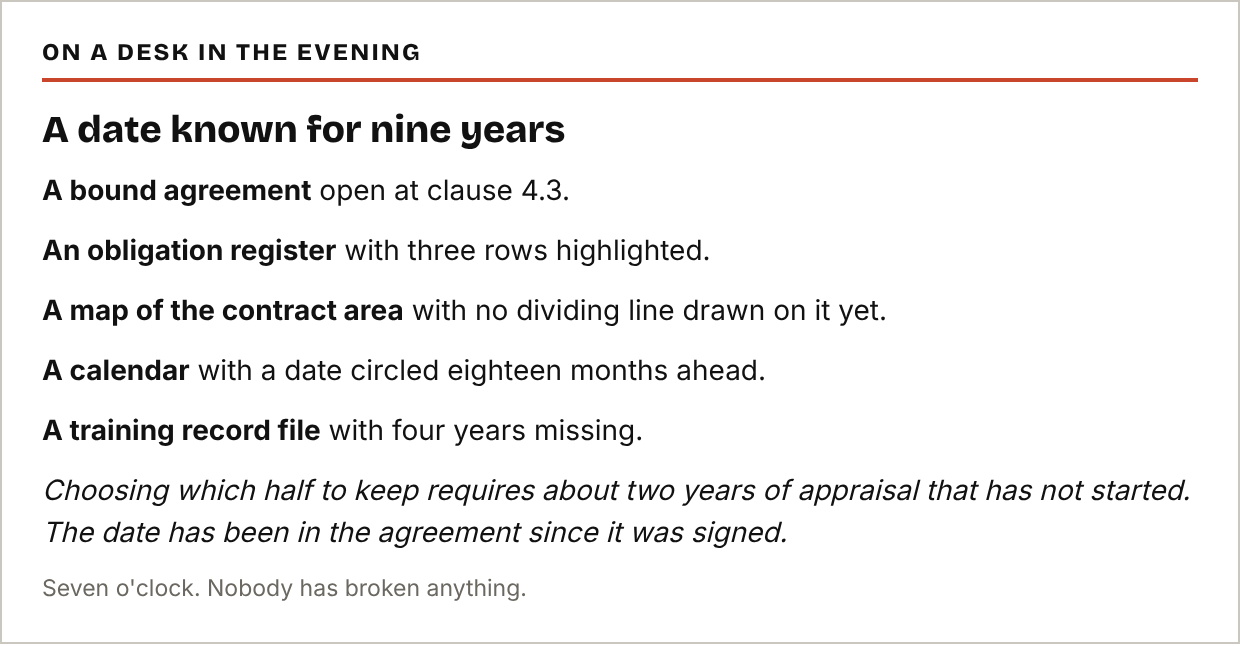 ON A DESK IN THE EVENING
A date known for nine years
A bound agreement open at clause 4.3.
An obligation register with three rows highlighted.
A map of the contract area with no dividing line drawn on it yet.
A calendar with a date circled eighteen months ahead.
A training record file with four years missing.
Choosing which half to keep requires about two years of appraisal that has not started.
The date has been in the agreement since it was signed.
Seven o'clock. Nobody has broken anything.